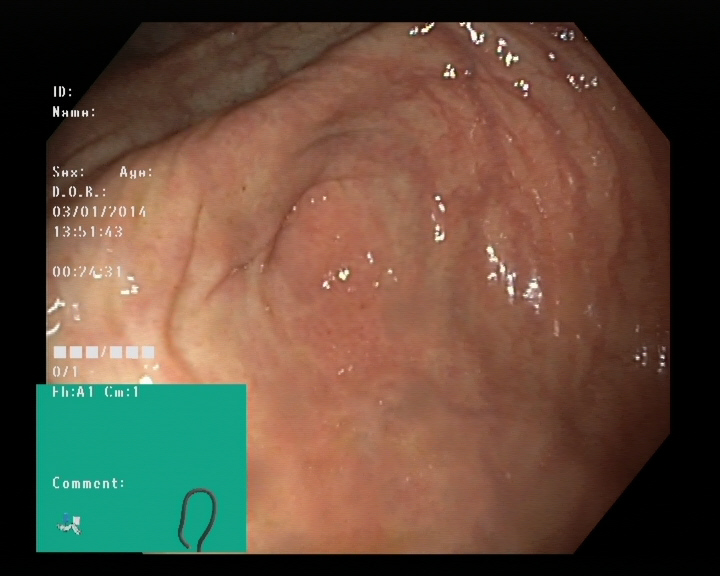 ID:
Name:
Sex: Age:
D.O.B.:
03/01/2014
13:51:43
00:24:31
0/1
Eh:A1 Cm:1
Comment: